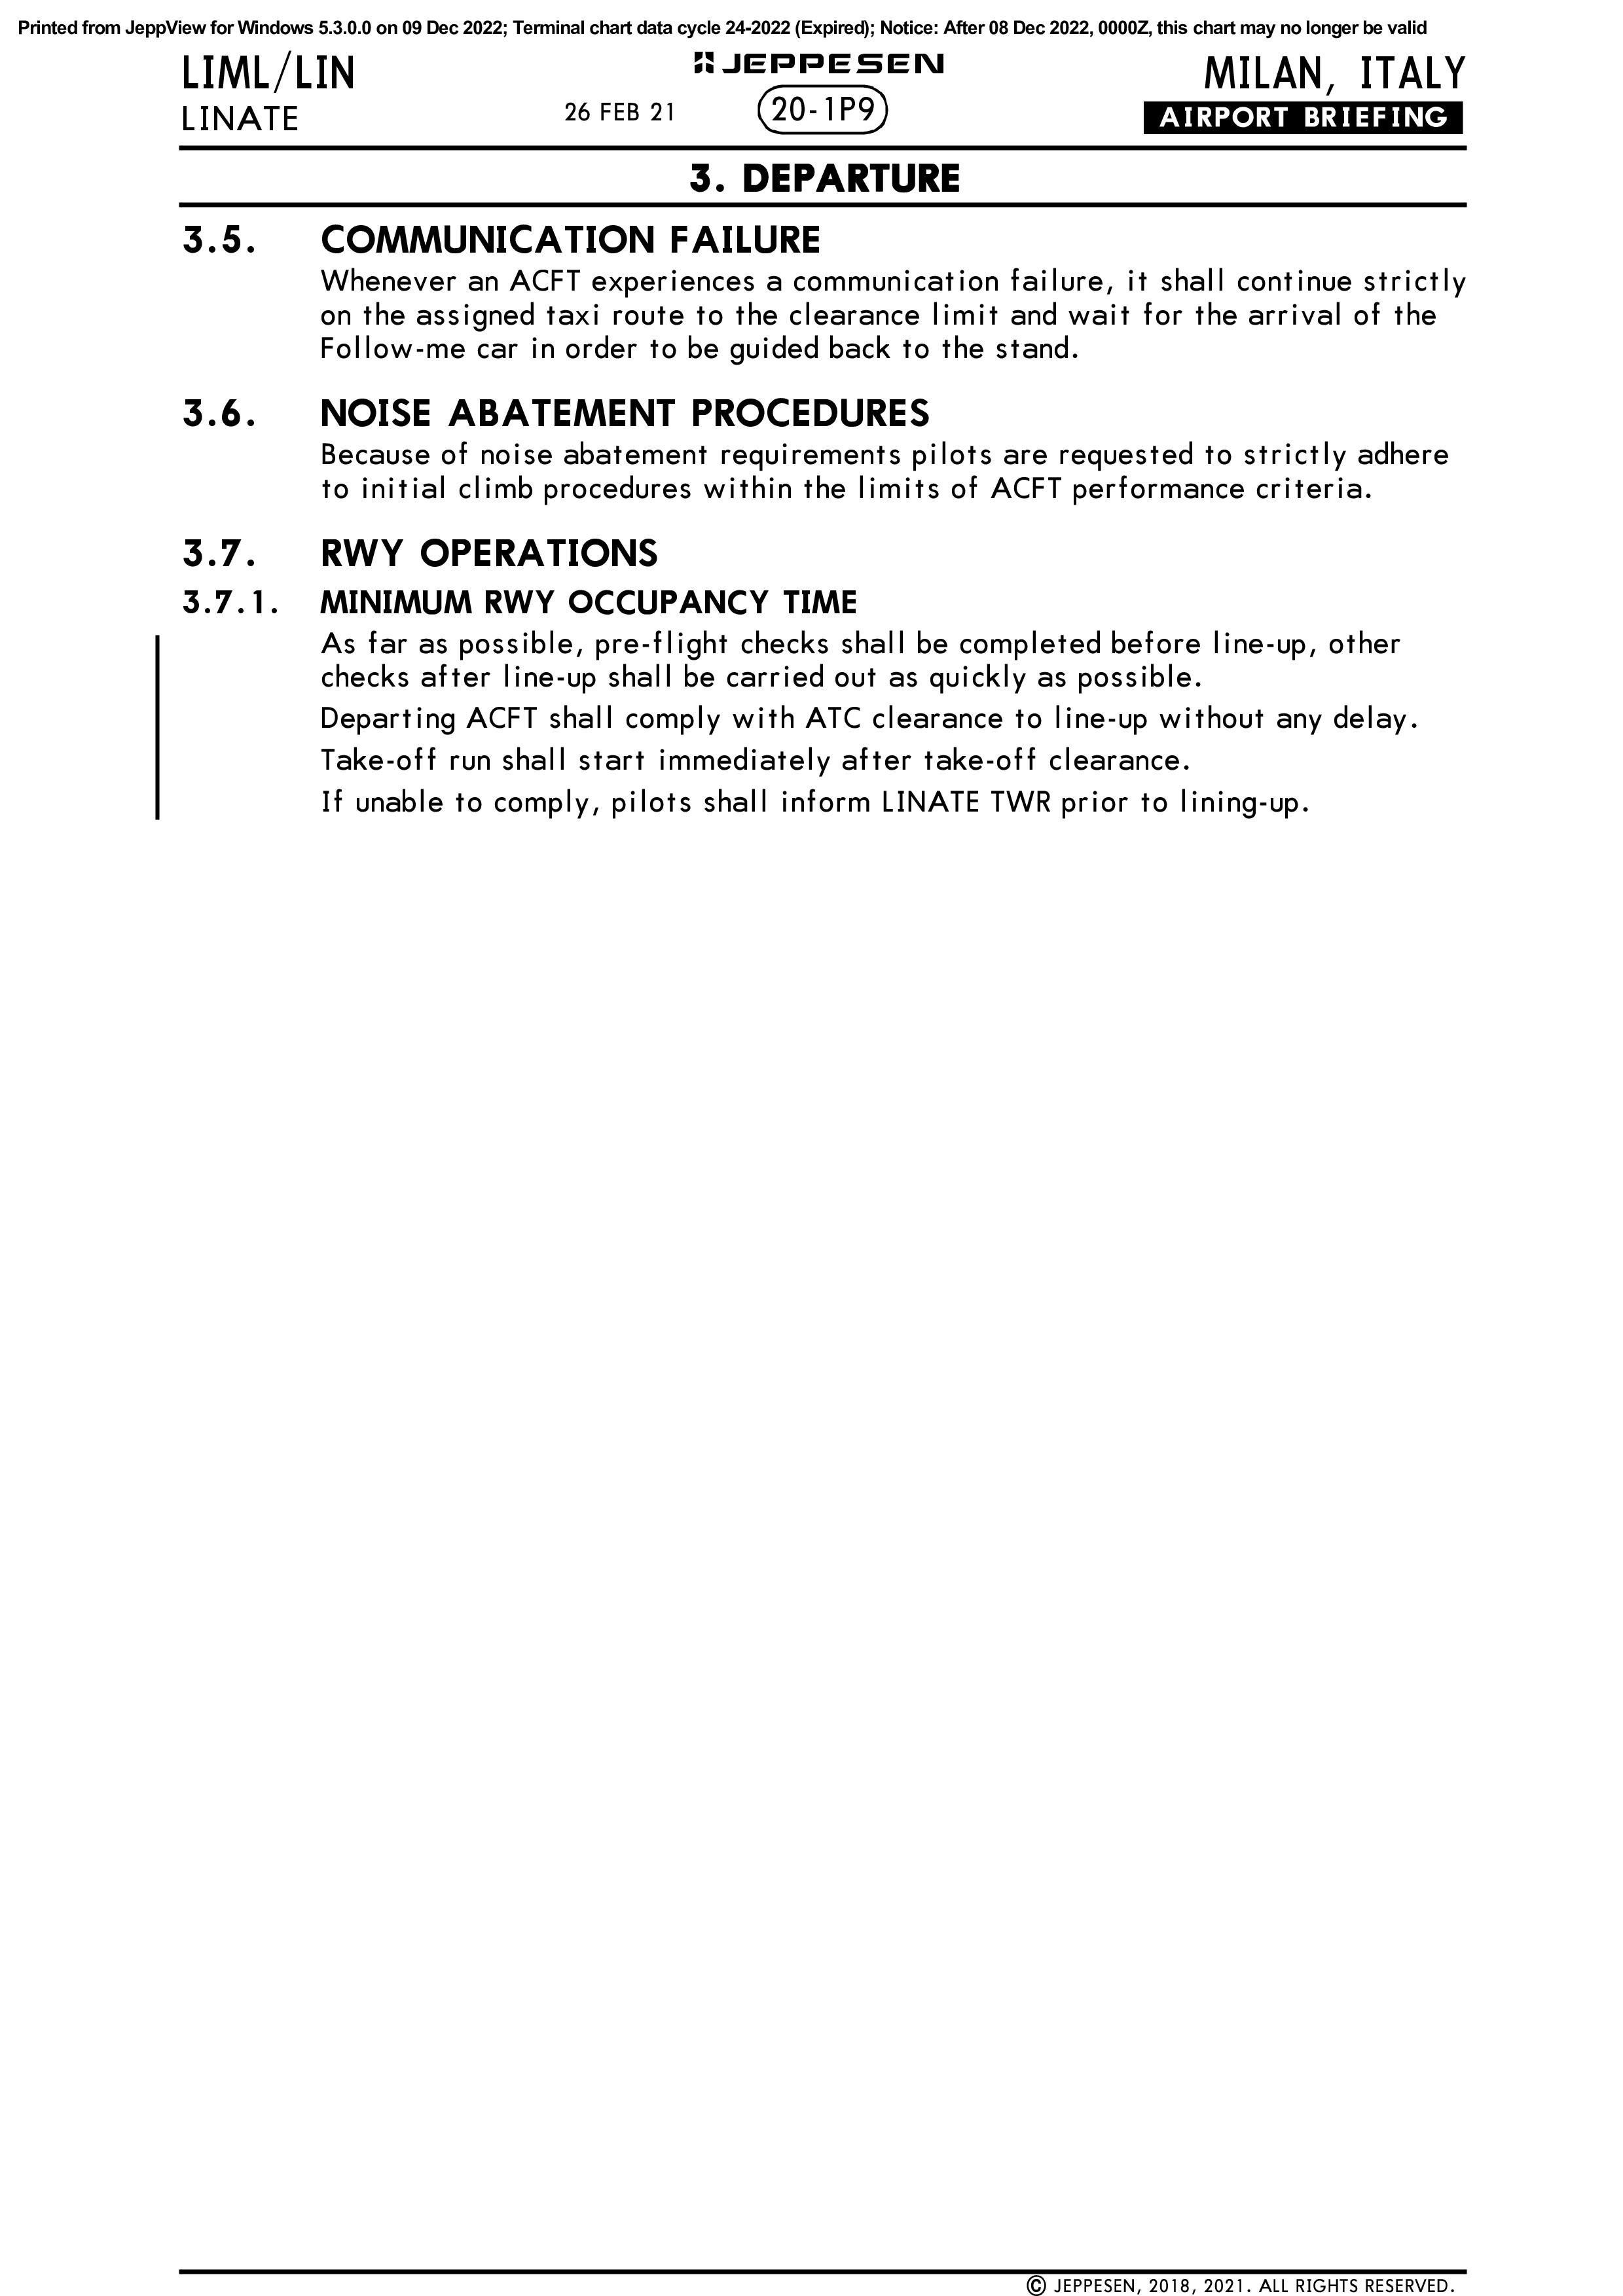 Printed from JeppView for Windows 5.3.0.0 on 09 Dec 2022; Terminal chart data cycle 24-2022 (Expired); Notice: After 08 Dec 2022, 0000Z, this chart may no longer be valid
LIML/LIN
JEPPESEN
MILAN, ITALY
LINATE
26 FEB 21
20-1P9
AIRPORT BRIEFING
3. DEPARTURE
3.5. COMMUNICATION FAILURE
Whenever an ACFT experiences a communication failure, it shall continue strictly
on the assigned taxi route to the clearance limit and wait for the arrival of the
Follow-me car in order to be guided back to the stand.
3.6. NOISE ABATEMENT PROCEDURES
Because of noise abatement requirements pilots are requested to strictly adhere
to initial climb procedures within the limits of ACFT performance criteria.
3.7. RWY OPERATIONS
3.7.1. MINIMUM RWY OCCUPANCY TIME
As far as possible, pre-flight checks shall be completed before line-up, other
checks after line-up shall be carried out as quickly as possible.
Departing ACFT shall comply with ATC clearance to line-up without any delay.
Take-off run shall start immediately after take-off clearance.
If unable to comply, pilots shall inform LINATE TWR prior to lining-up.
© JEPPESEN, 2018, 2021. ALL RIGHTS RESERVED.